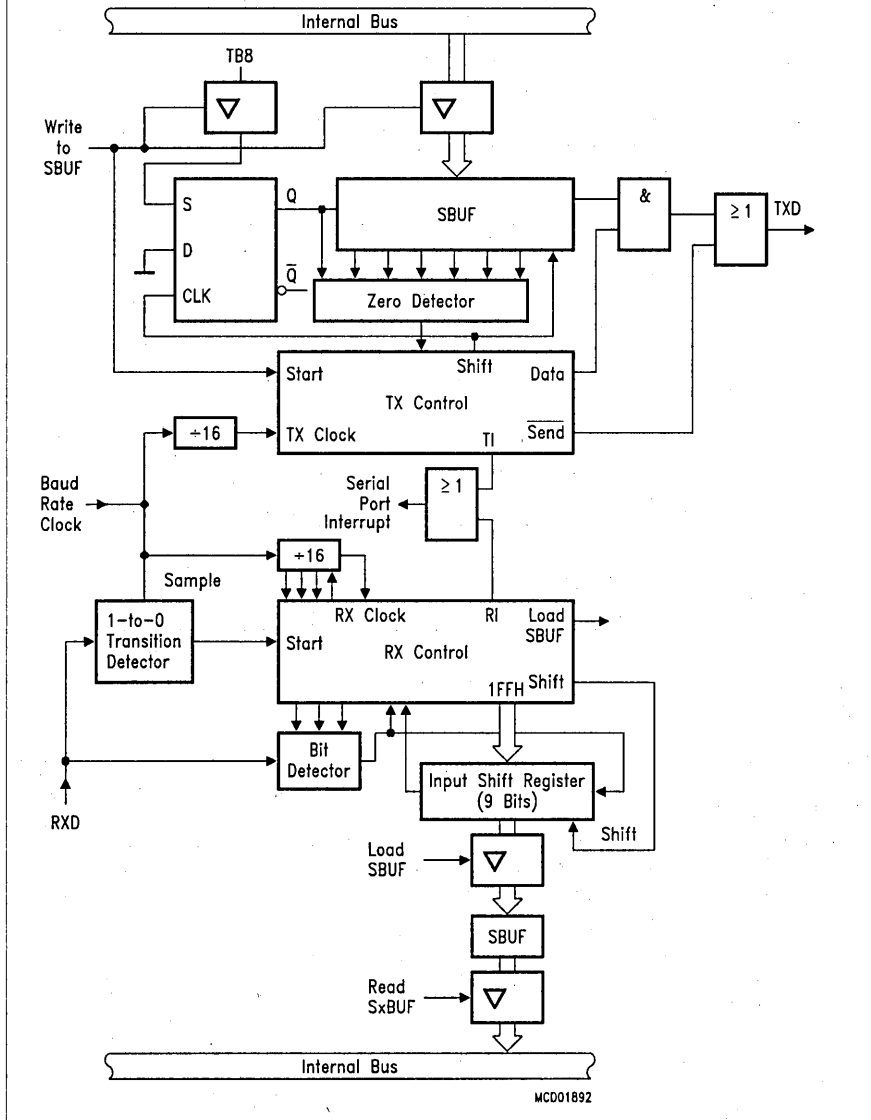 Internal Bus
TB8
Write
to
SBUF
S
Q
D
Q
CLK
SBUF
&
≥1
TXD
Zero Detector
Shift
Start
Data
TX Control
÷16
TX Clock
TI
Send
Baud
Rate
Clock
Serial
Port
Interrupt
≥1
÷16
Sample
1-to-0
Transition
Detector
RX Clock
RI
Load
SBUF
Start
RX Control
1FFH
Shift
Bit
Detector
Input Shift Register
(9 Bits)
RXD
Shift
Load
SBUF
SBUF
Read
SxBUF
Internal Bus
MCD01892